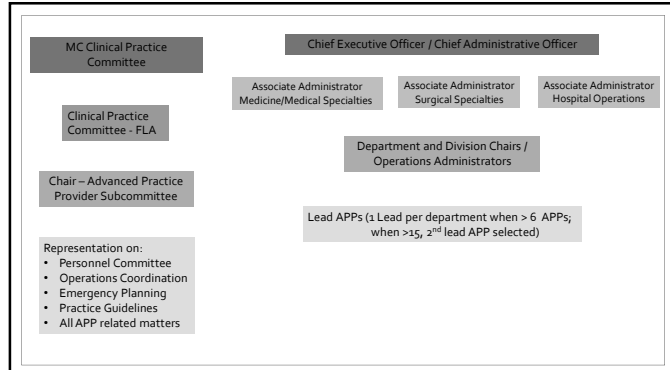 MC Clinical Practice
Committee
Clinical Practice
Committee - FLA
Chair – Advanced Practice
Provider Subcommittee
Representation on:
• Personnel Committee
• Operations Coordination
• Emergency Planning
• Practice Guidelines
• All APP related matters
Chief Executive Officer / Chief Administrative Officer
Associate Administrator
Medicine/Medical Specialties
Associate Administrator
Surgical Specialties
Associate Administrator
Hospital Operations
Department and Division Chairs /
Operations Administrators
Lead APPs (1 Lead per department when > 6 APPs;
when >15, 2nd lead APP selected)